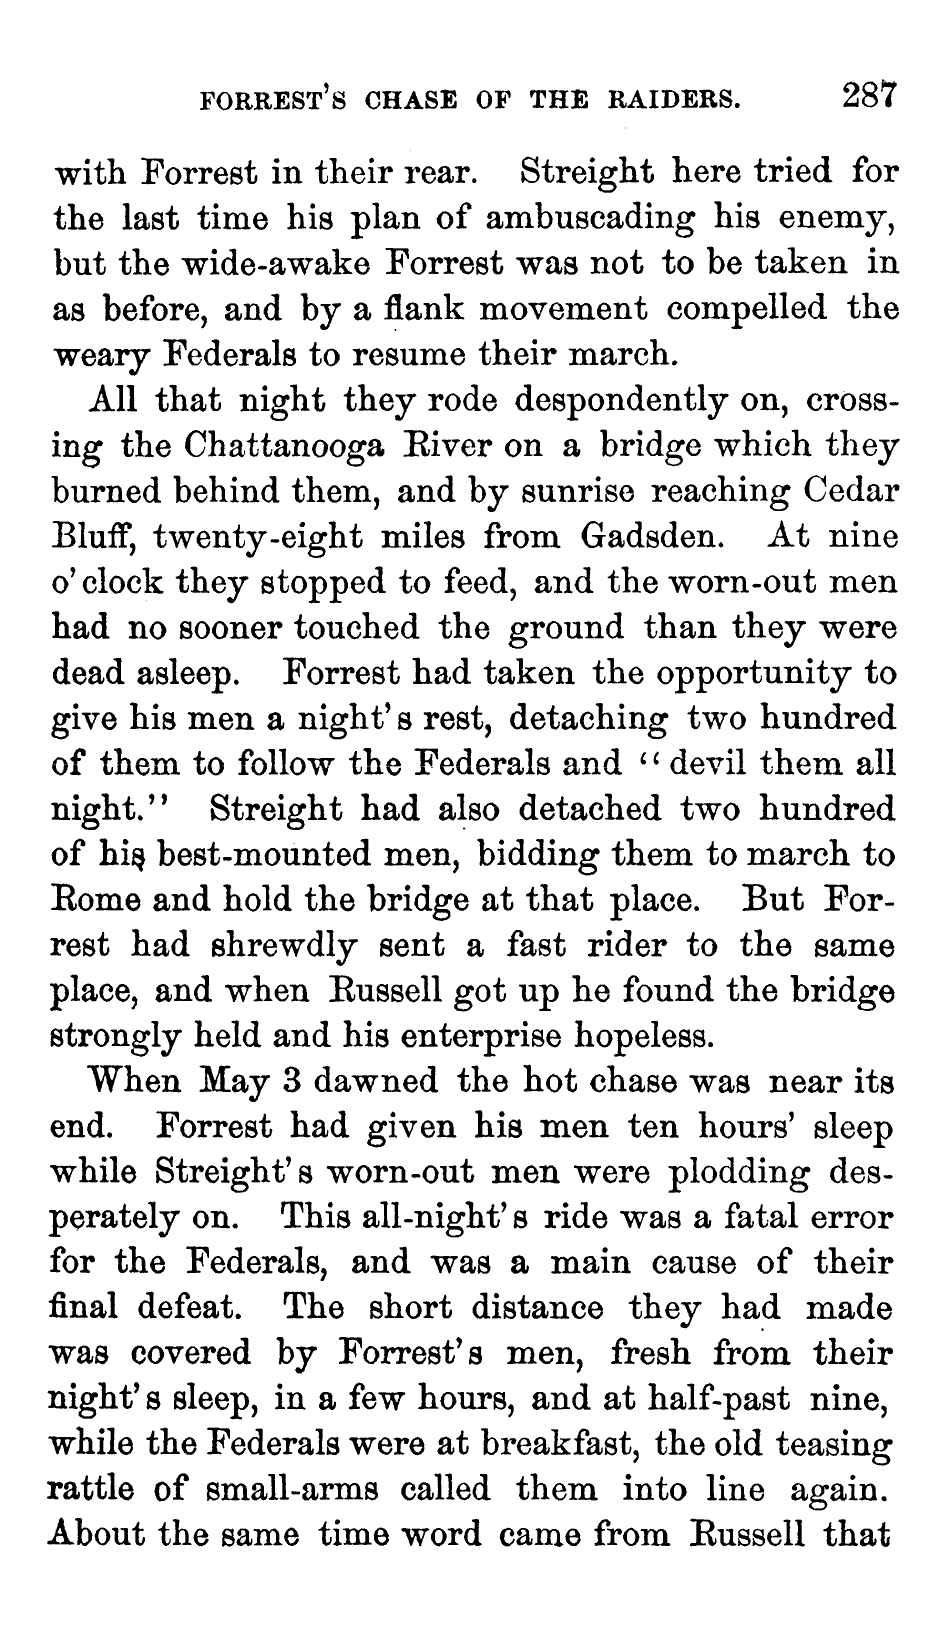 FORREST'S CHASE OF THE RAIDERS. 287
with Forrest in their rear. Streight here tried for
the last time his plan of ambuscading his enemy,
but the wide-awake Forrest was not to be taken in
as before, and by a flank movement compelled the
weary Federals to resume their march.
All that night they rode despondently on, cross-
ing the Chattanooga River on a bridge which they
burned behind them, and by sunrise reaching Cedar
Bluff, twenty-eight miles from Gadsden. At nine
o'clock they stopped to feed, and the worn-out men
had no sooner touched the ground than they were
dead asleep. Forrest had taken the opportunity to
give his men a night's rest, detaching two hundred
of them to follow the Federals and "devil them all
night." Streight had also detached two hundred
of his best-mounted men, bidding them to march to
Rome and hold the bridge at that place. But For-
rest had shrewdly sent a fast rider to the same
place, and when Russell got up he found the bridge
strongly held and his enterprise hopeless.
When May 3 dawned the hot chase was near its
end. Forrest had given his men ten hours' sleep
while Streight's worn-out men were plodding des-
perately on. This all-night's ride was a fatal error
for the Federals, and was a main cause of their
final defeat. The short distance they had made
was covered by Forrest's men, fresh from their
night's sleep, in a few hours, and at half-past nine,
while the Federals were at breakfast, the old teasing
rattle of small-arms called them into line again.
About the same time word came from Russell that